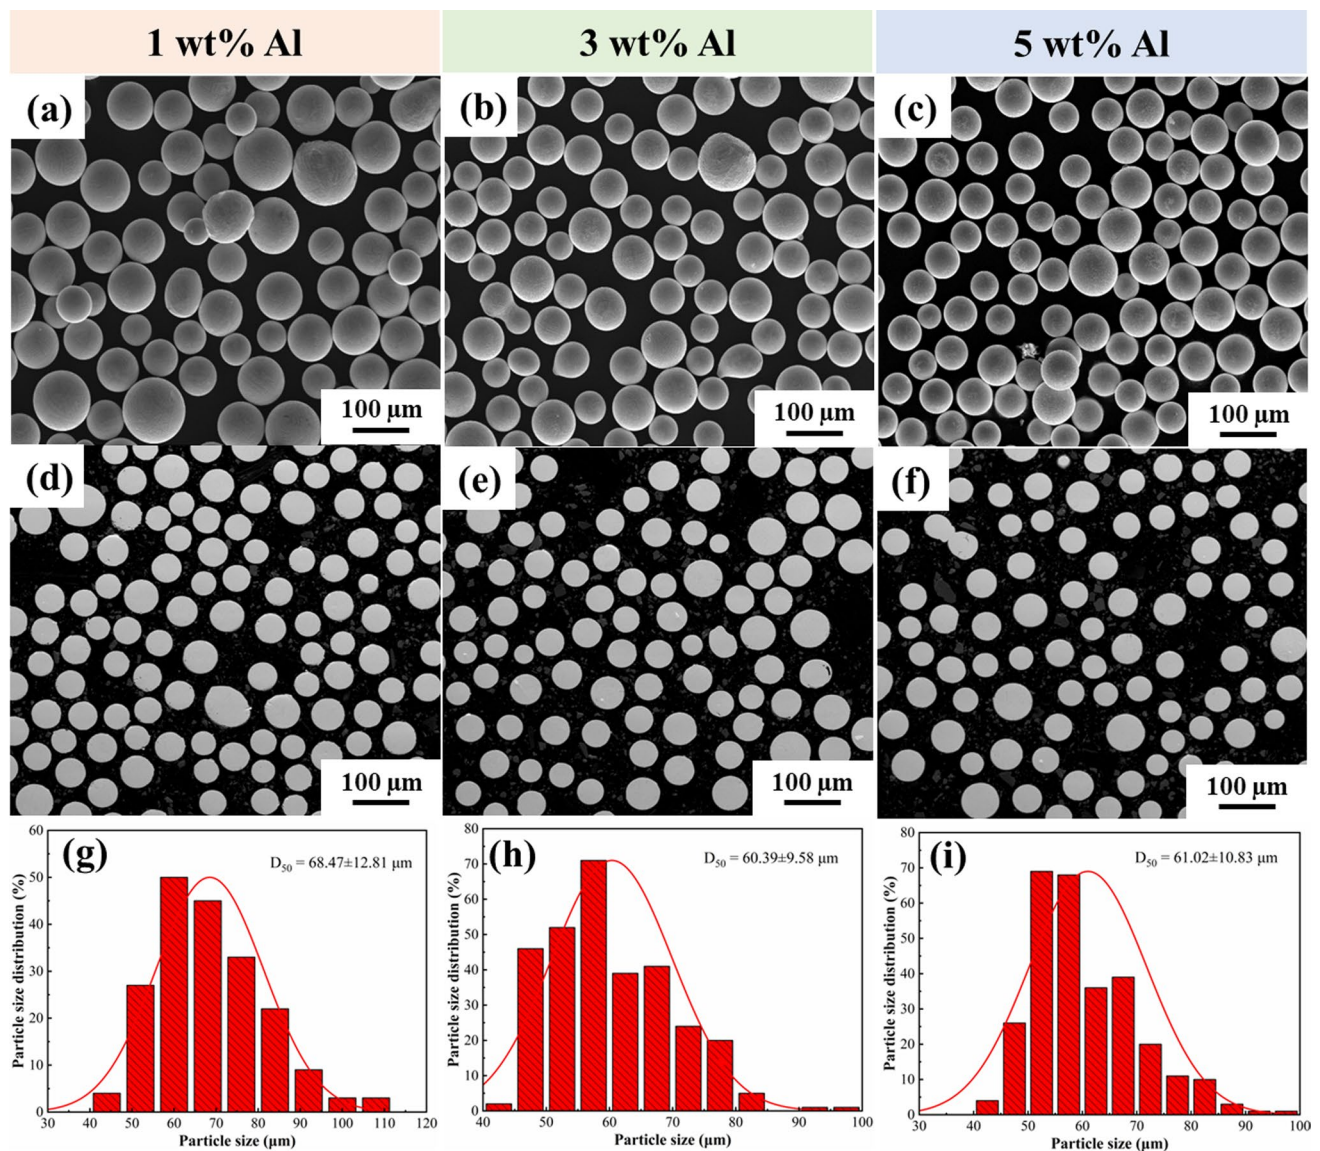 1 wt% Al
3 wt% Al
5 wt% Al
(a)
(b)
(c)
100 μm
100 μm
100 μm
(d)
(e)
(f)
100 μm
100 μm
100 μm
(g)
D50 = 68.47±12.81 μm
Particle size distribution (%)
60
50
40
30
20
10
0
30 40 50 60 70 80 90 100 110 120
Particle size (μm)
(h)
D50 = 60.39±9.58 μm
Particle size distribution (%)
80
70
60
50
40
30
20
10
0
40 50 60 70 80 90 100
Particle size (μm)
(i)
D50 = 61.02±10.83 μm
Particle size distribution (%)
80
70
60
50
40
30
20
10
0
30 40 50 60 70 80 90 100
Particle size (μm)